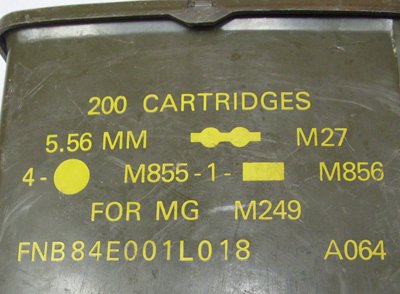 200 CARTRIDGES
5.56 MM M27
4- M855-1- M856
FOR MG M249
FNB84E001L018 A064